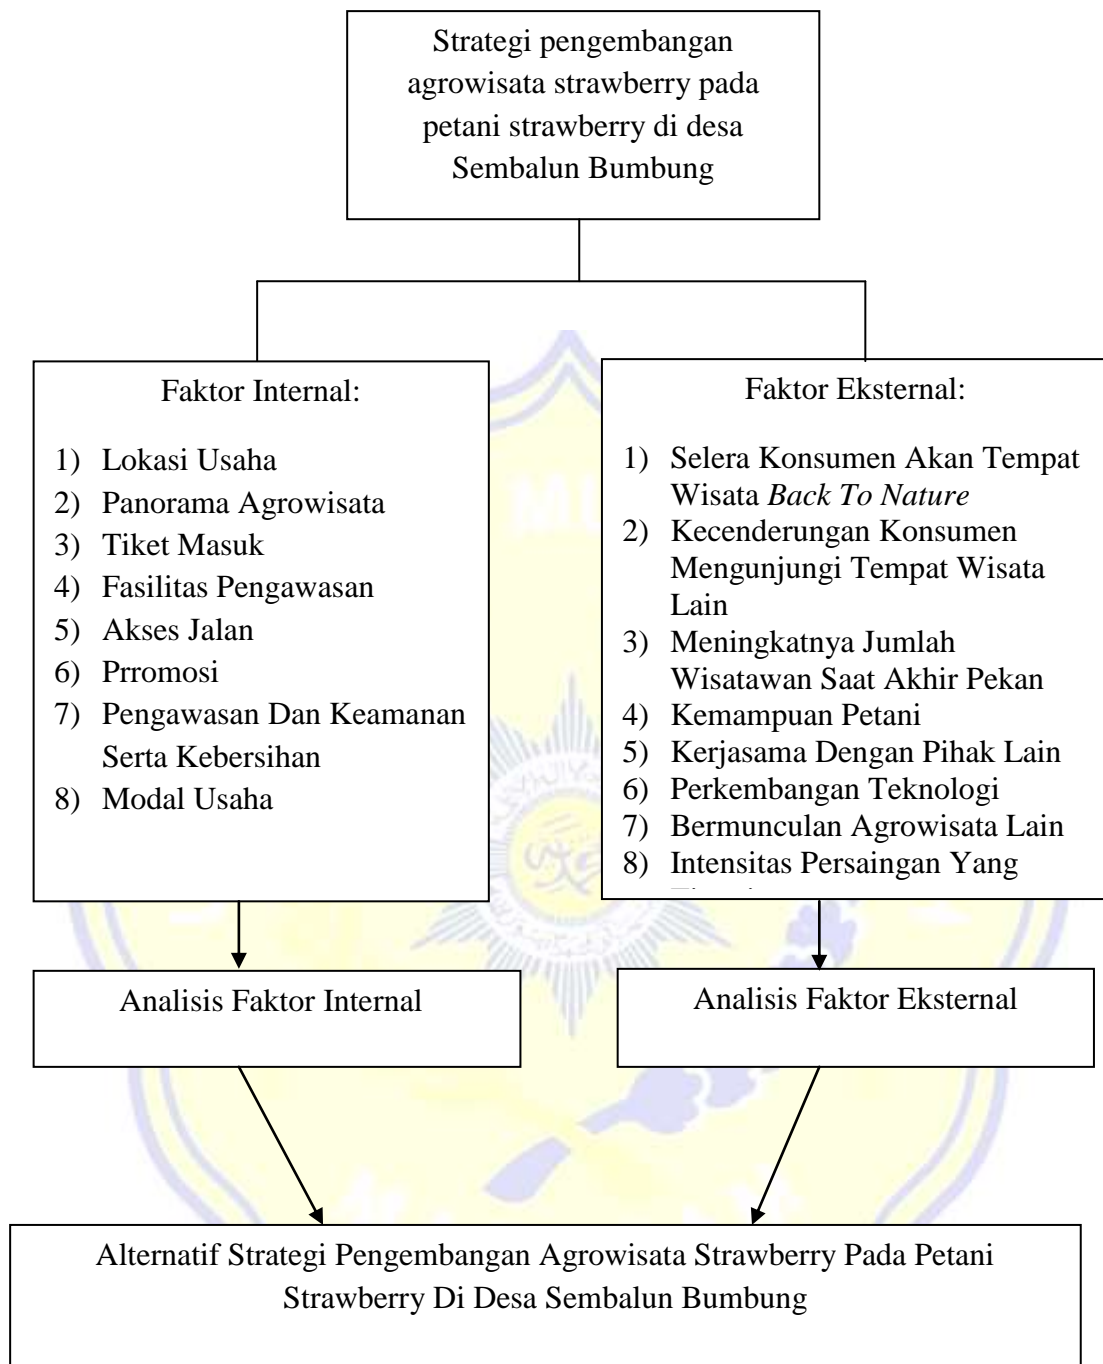 Strategi pengembangan
agrowisata strawberry pada
petani strawberry di desa
Sembalun Bumbung
Faktor Internal:
1) Lokasi Usaha
2) Panorama Agrowisata
3) Tiket Masuk
4) Fasilitas Pengawasan
5) Akses Jalan
6) Prromosi
7) Pengawasan Dan Keamanan
Serta Kebersihan
8) Modal Usaha
Faktor Eksternal:
1) Selera Konsumen Akan Tempat
Wisata Back To Nature
2) Kecenderungan Konsumen
Mengunjungi Tempat Wisata
Lain
3) Meningkatnya Jumlah
Wisatawan Saat Akhir Pekan
4) Kemampuan Petani
5) Kerjasama Dengan Pihak Lain
6) Perkembangan Teknologi
7) Bermunculan Agrowisata Lain
8) Intensitas Persaingan Yang
Analisis Faktor Internal
Analisis Faktor Eksternal
Alternatif Strategi Pengembangan Agrowisata Strawberry Pada Petani
Strawberry Di Desa Sembalun Bumbung